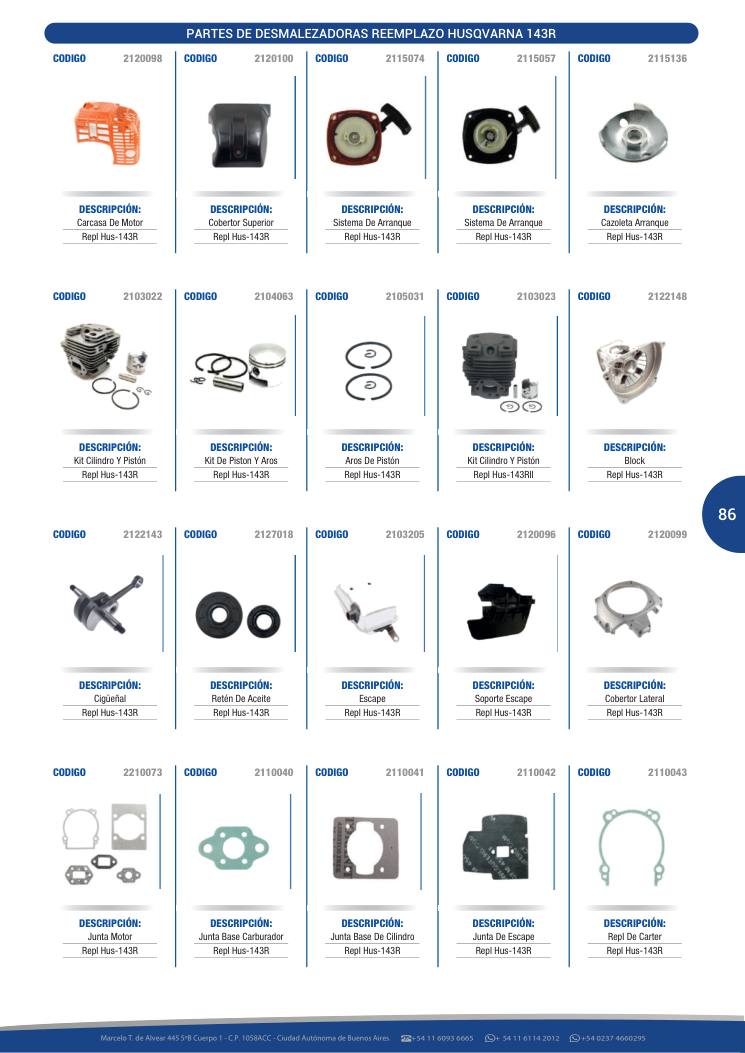 PARTES DE DESMALEZADORAS REEMPLAZO HUSQVARNA 143R
CODIGO 2120098
DESCRIPCIÓN:
Carcasa De Motor
Repl Hus-143R
CODIGO 2120100
DESCRIPCIÓN:
Cobertor Superior
Repl Hus-143R
CODIGO 2115074
DESCRIPCIÓN:
Sistema De Arranque
Repl Hus-143R
CODIGO 2115057
DESCRIPCIÓN:
Sistema De Arranque
Repl Hus-143R
CODIGO 2115136
DESCRIPCIÓN:
Cazoleta Arranque
Repl Hus-143R
CODIGO 2103022
DESCRIPCIÓN:
Kit Cilindro Y Pistón
Repl Hus-143R
CODIGO 2104063
DESCRIPCIÓN:
Kit De Piston Y Aros
Repl Hus-143R
CODIGO 2105031
DESCRIPCIÓN:
Aros De Pistón
Repl Hus-143R
CODIGO 2103023
DESCRIPCIÓN:
Kit Cilindro Y Pistón
Repl Hus-143RII
CODIGO 2122148
DESCRIPCIÓN:
Block
Repl Hus-143R
86
CODIGO 2122143
DESCRIPCIÓN:
Cigüeñal
Repl Hus-143R
CODIGO 2127018
DESCRIPCIÓN:
Retén De Aceite
Repl Hus-143R
CODIGO 2103205
DESCRIPCIÓN:
Escape
Repl Hus-143R
CODIGO 2120096
DESCRIPCIÓN:
Soporte Escape
Repl Hus-143R
CODIGO 2120099
DESCRIPCIÓN:
Cobertor Lateral
Repl Hus-143R
CODIGO 2210073
DESCRIPCIÓN:
Junta Motor
Repl Hus-143R
CODIGO 2110040
DESCRIPCIÓN:
Junta Base Carburador
Repl Hus-143R
CODIGO 2110041
DESCRIPCIÓN:
Junta Base De Cilindro
Repl Hus-143R
CODIGO 2110042
DESCRIPCIÓN:
Junta De Escape
Repl Hus-143R
CODIGO 2110043
DESCRIPCIÓN:
Repl De Carter
Repl Hus-143R
Marcelo T. de Alvear 445 5ºB Cuerpo 1 - C.P. 1058ACC - Ciudad Autónoma de Buenos Aires. +54 11 6093 6665 + 54 11 6114 2012 +54 0237 4660295